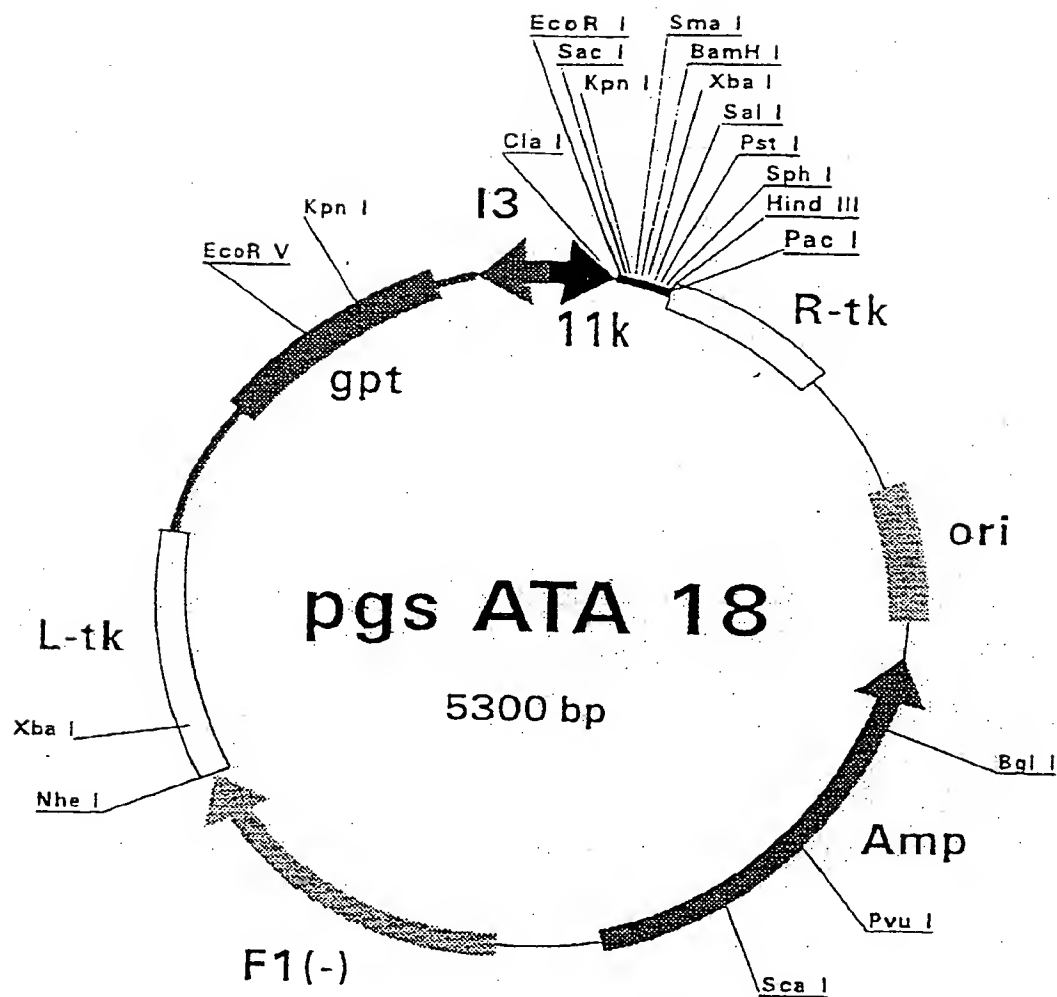 EcoR I
Sma I
Sac I
BamH I
Kpn I
Xba I
Sal I
Cla I
Pst I
Sph I
I3
Hind III
Kpn I
Pac I
EcoR V
R-tk
11k
gpt
ori
pgs ATA 18
L-tk
5300 bp
Xba I
Bgl I
Nhe I
Amp
Pvu I
F1(-)
Sca I